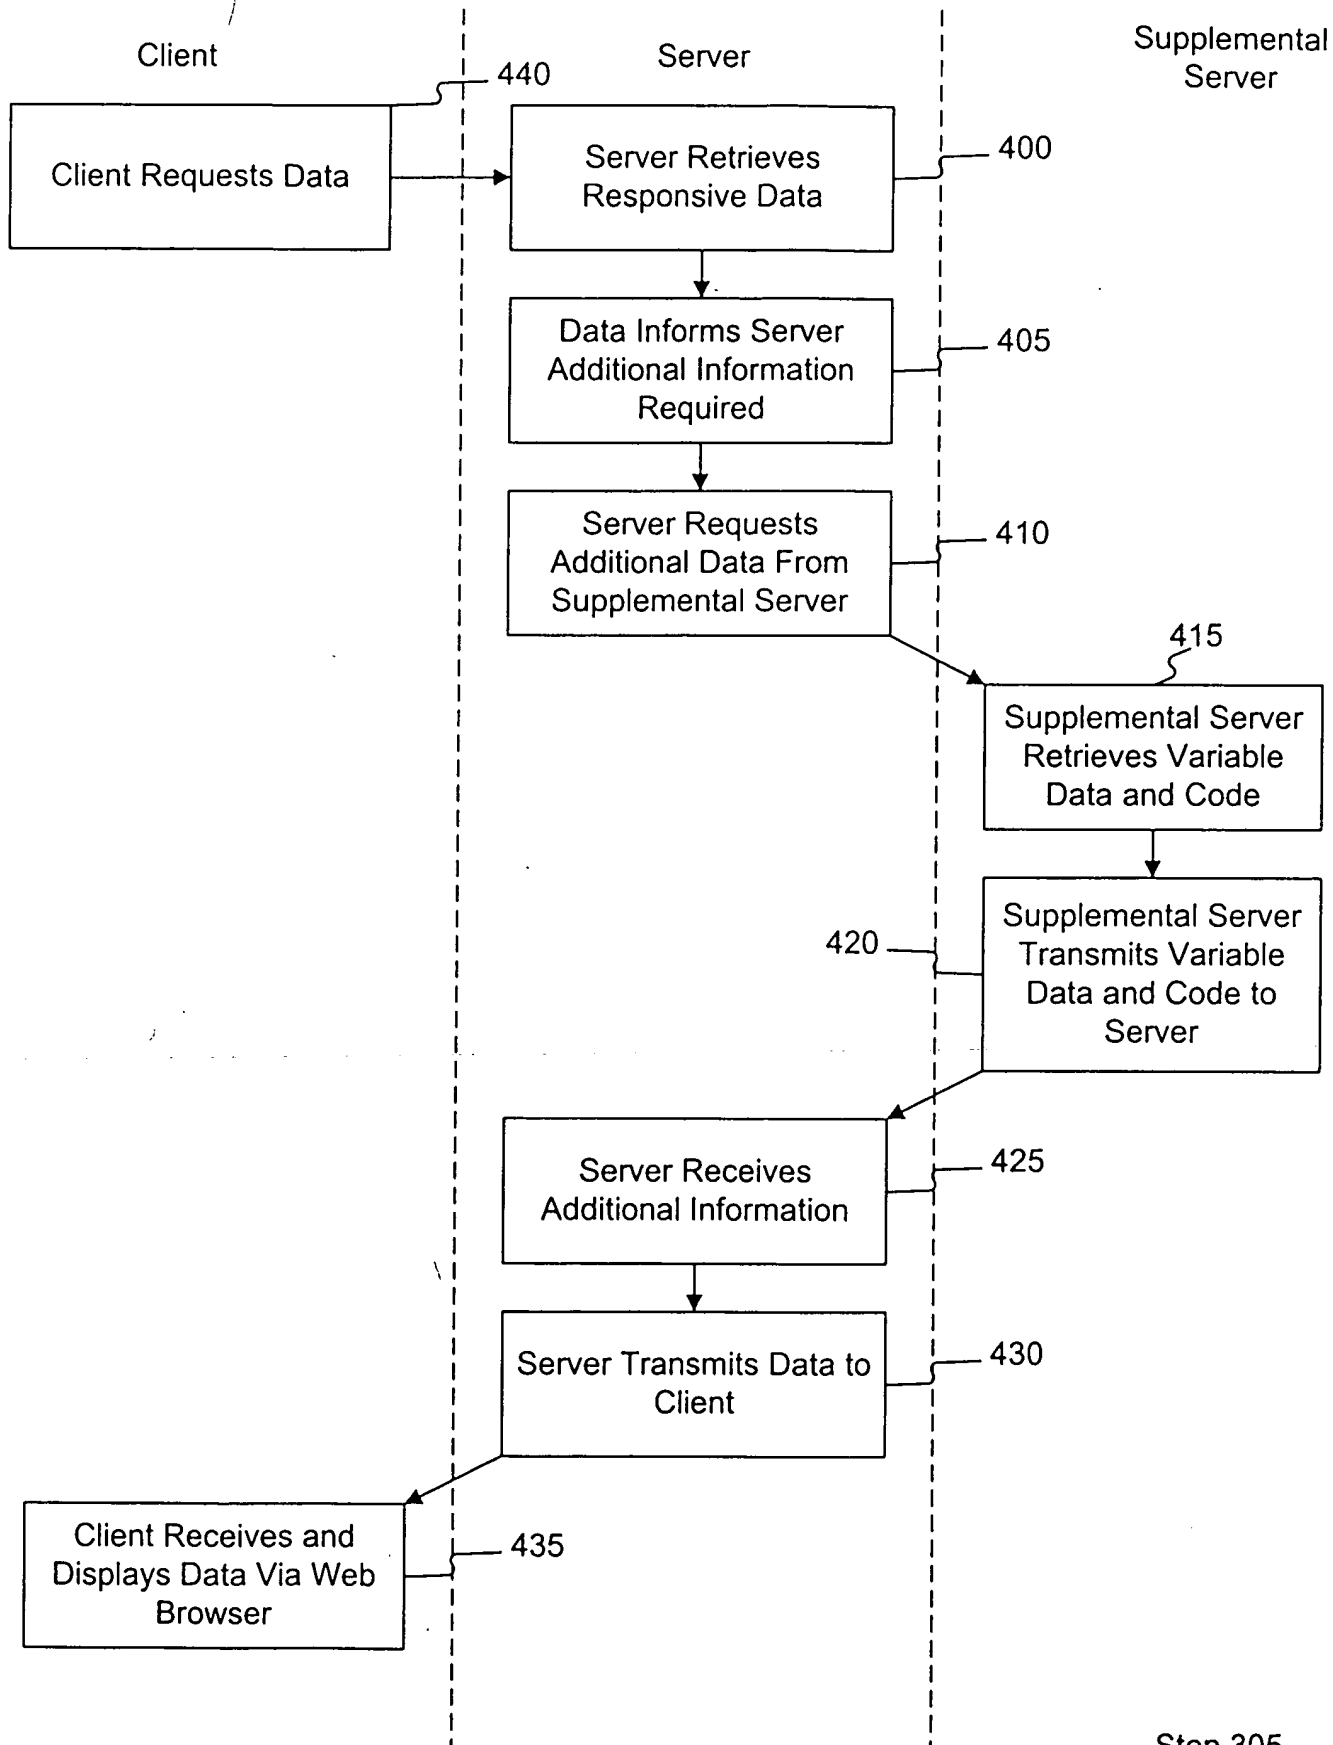 Client
Server
Supplemental
Server
440
Client Requests Data
Server Retrieves
Responsive Data
400
Data Informs Server
Additional Information
Required
405
Server Requests
Additional Data From
Supplemental Server
410
415
Supplemental Server
Retrieves Variable
Data and Code
420
Supplemental Server
Transmits Variable
Data and Code to
Server
Server Receives
Additional Information
425
Server Transmits Data to
Client
430
Client Receives and
Displays Data Via Web
Browser
435
Step 305